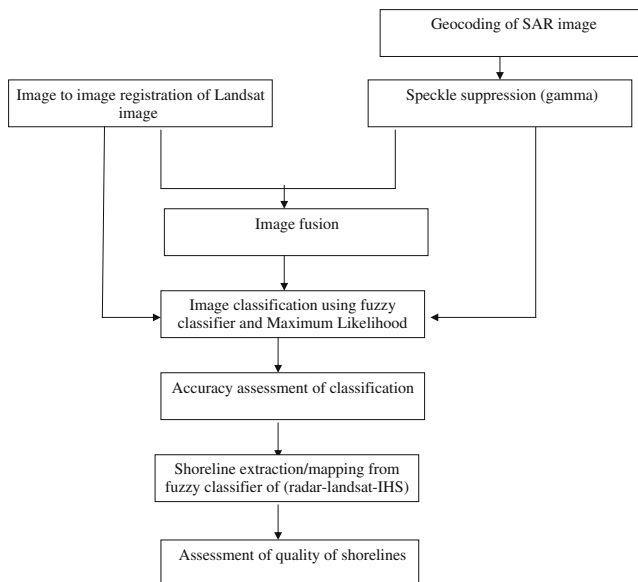 Geocoding of SAR image
Image to image registration of Landsat
image
Speckle suppression (gamma)
Image fusion
Image classification using fuzzy
classifier and Maximum Likelihood
Accuracy assessment of classification
Shoreline extraction/mapping from
fuzzy classifier of (radar-landsat-IHS)
Assessment of quality of shorelines